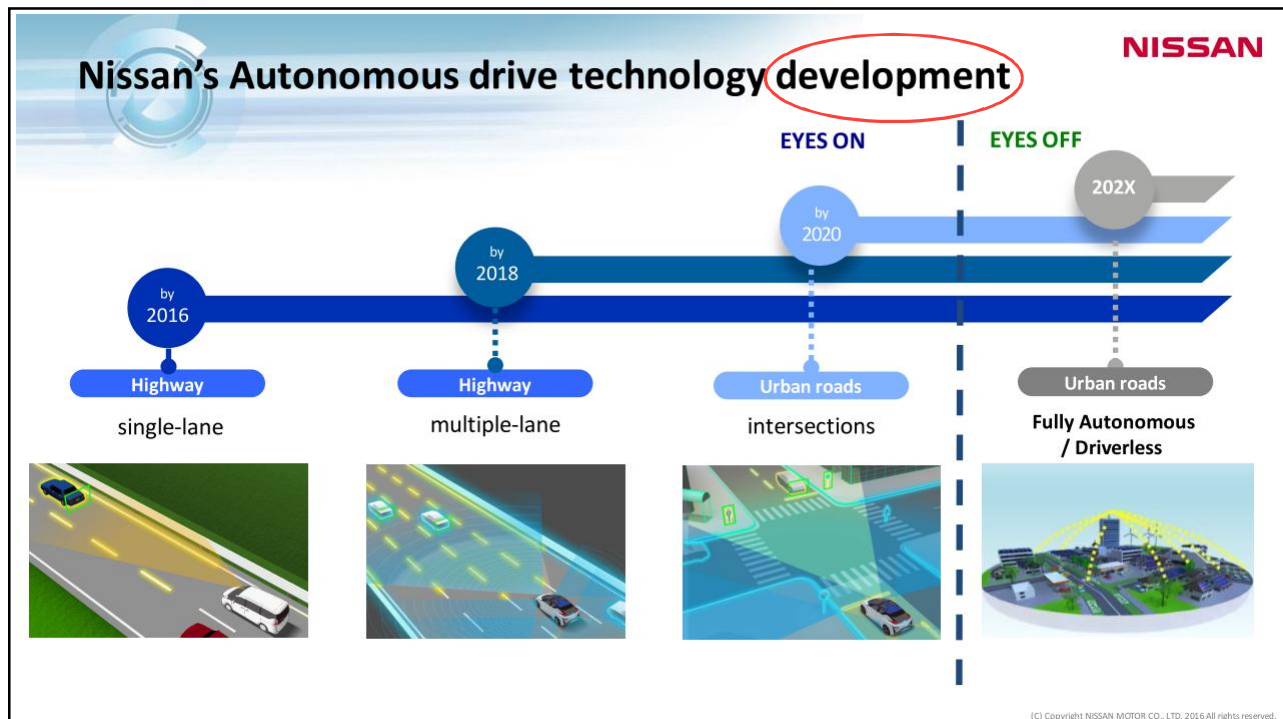 NISSAN
Nissan's Autonomous drive technology development
EYES ON
EYES OFF
202X
by
2020
by
2018
by
2016
Highway
Highway
Urban roads
Urban roads
single-lane
multiple-lane
intersections
Fully Autonomous
/ Driverless
(C) Copyright NISSAN MOTOR CO., LTD. 2016 All rights reserved.